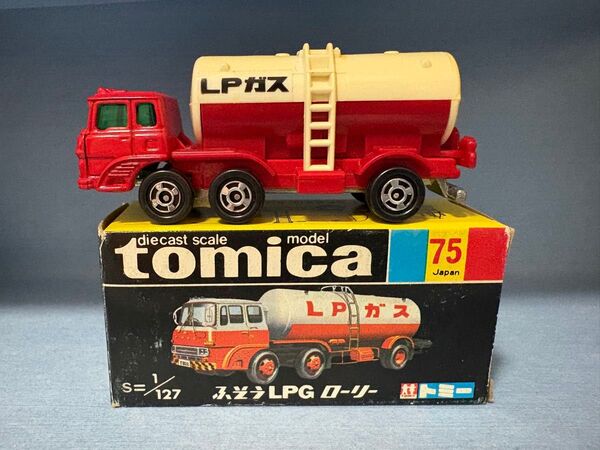 LPガス
diecast scale model
tomica
75
Japan
LPガス
S=1/127
ふそうLPGローリー
トミー